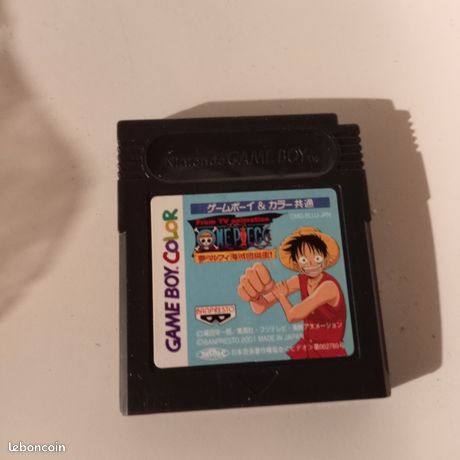 Nintendo GAME BOY TM
ゲームボーイ & カラー 共通
DMG-BLUJ-JPN
From TV animation
ONE PIECE
夢のルフィ海賊団誕生!
GAME BOY COLOR
BANPRESTO
©尾田栄一郎/集英社・フジテレビ・東映アニメーション
©BANPRESTO 2001 MADE IN JAPAN
leboncoin